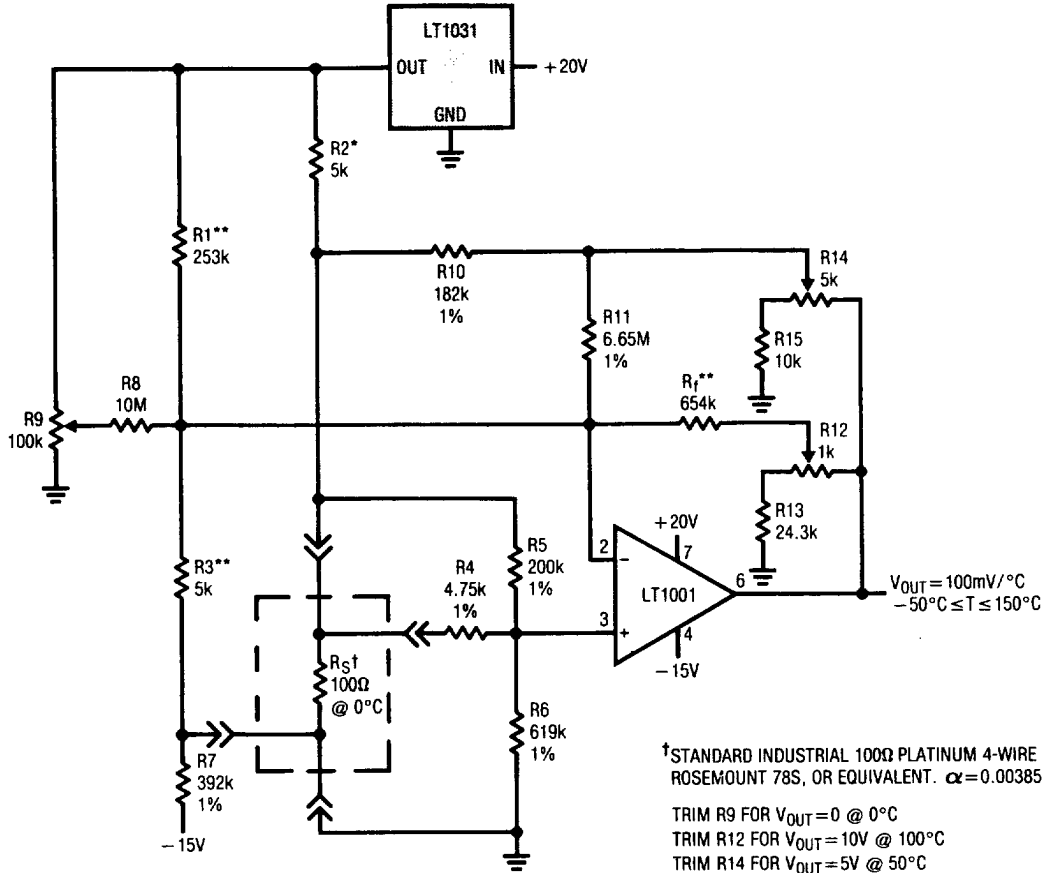 LT1031
OUT
IN
+20V
GND
R2*
5k
R1**
253k
R10
182k
1%
R14
5k
R11
6.65M
1%
R15
10k
R8
10M
Rf**
654k
R9
100k
R12
1k
R13
24.3k
+20V
R3**
5k
R5
200k
1%
R4
4.75k
1%
2
−
7
LT1001
6
3
+
4
−15V
VOUT=100mV/°C
−50°C≤T≤150°C
RS†
100Ω
@ 0°C
R6
619k
1%
R7
392k
1%
−15V
†STANDARD INDUSTRIAL 100Ω PLATINUM 4-WIRE
ROSEMOUNT 78S, OR EQUIVALENT. α=0.00385
TRIM R9 FOR VOUT=0 @ 0°C
TRIM R12 FOR VOUT=10V @ 100°C
TRIM R14 FOR VOUT=5V @ 50°C